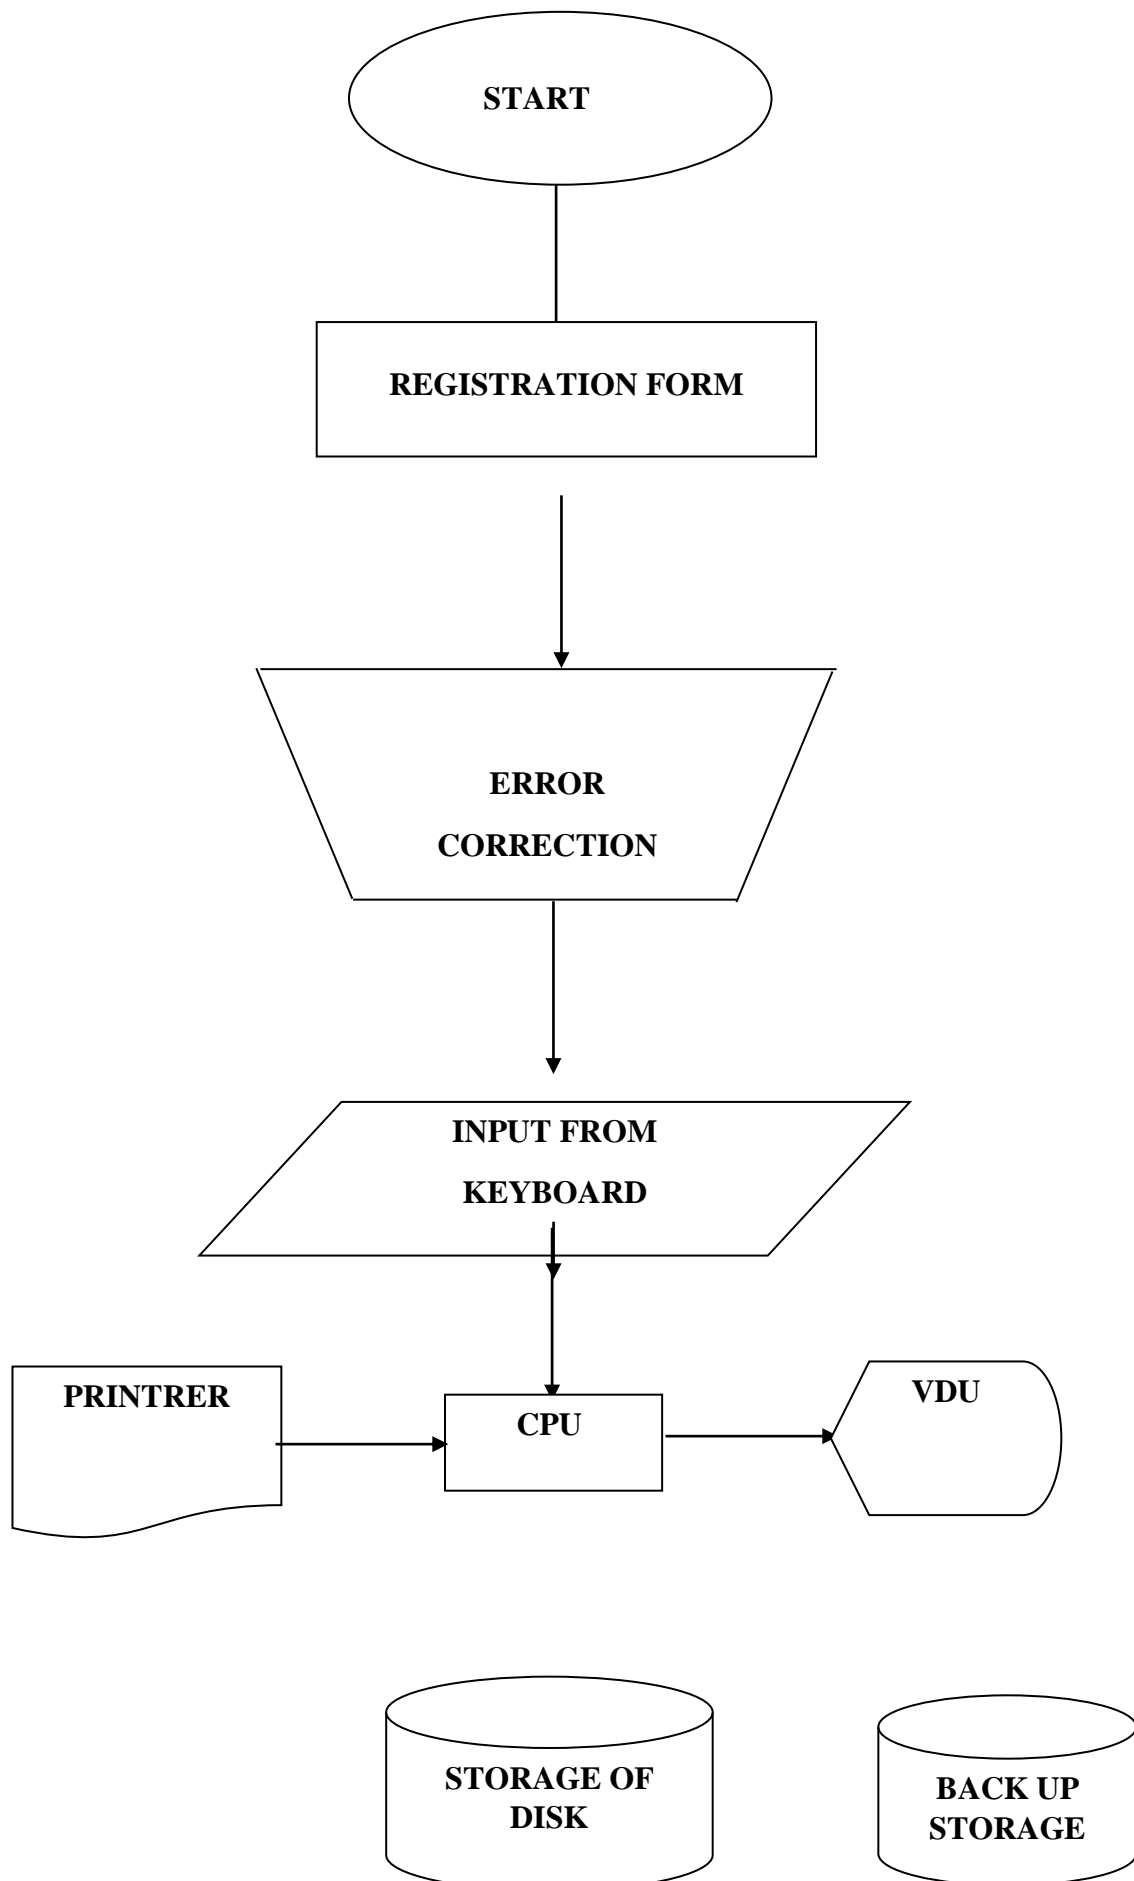 START
REGISTRATION FORM
ERROR
CORRECTION
INPUT FROM
KEYBOARD
PRINTRER
CPU
VDU
STORAGE OF
DISK
BACK UP
STORAGE